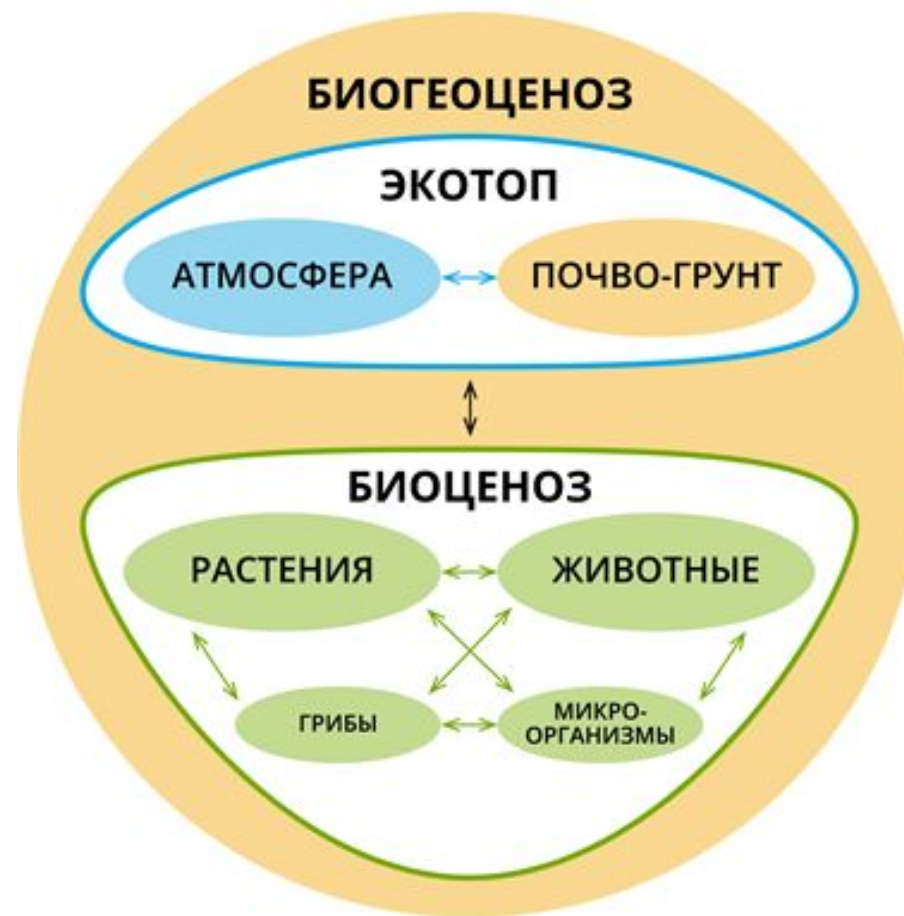 БИОГЕОЦЕНОЗ
ЭКОТОП
АТМОСФЕРА
ПОЧВО-ГРУНТ
БИОЦЕНОЗ
РАСТЕНИЯ
ЖИВОТНЫЕ
ГРИБЫ
МИКРО-
ОРГАНИЗМЫ